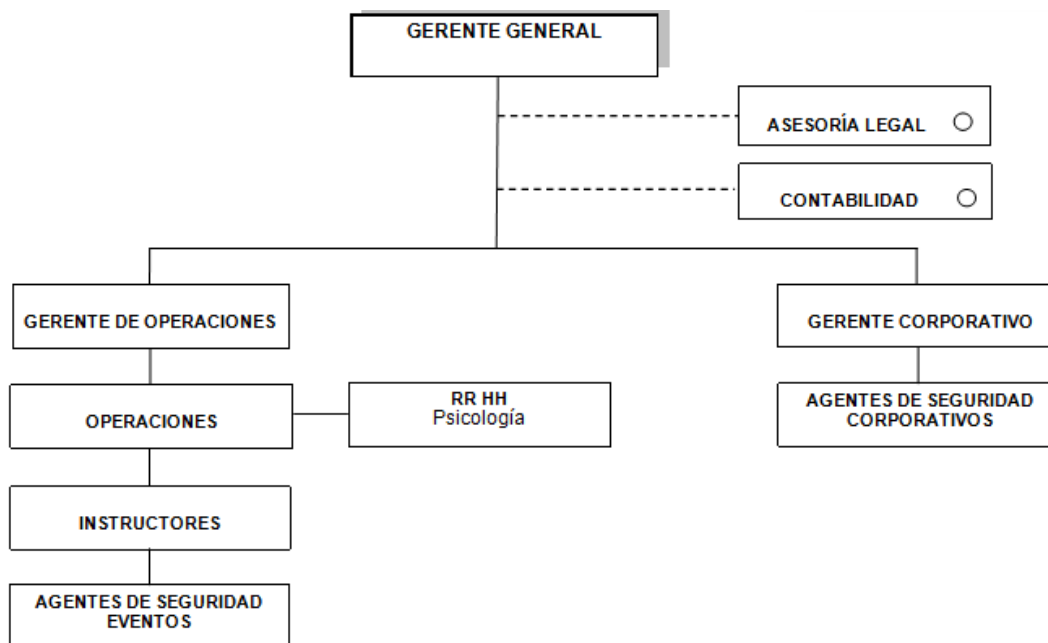 GERENTE GENERAL
ASESORÍA LEGAL
CONTABILIDAD
GERENTE DE OPERACIONES
GERENTE CORPORATIVO
OPERACIONES
RR HH
Psicología
AGENTES DE SEGURIDAD
CORPORATIVOS
INSTRUCTORES
AGENTES DE SEGURIDAD
EVENTOS